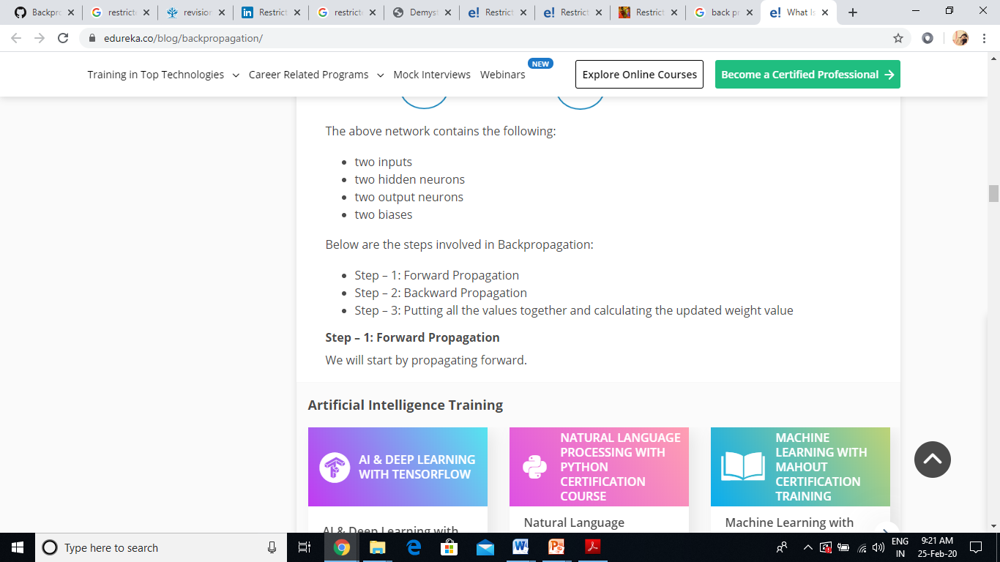 Backpro
restricte
revision
Restrict
restricte
Demyst
Restrict
Restrict
Restrict
back pr
What Is
edureka.co/blog/backpropagation/
Training in Top Technologies
Career Related Programs
Mock Interviews
Webinars
NEW
Explore Online Courses
Become a Certified Professional
The above network contains the following:
two inputs
two hidden neurons
two output neurons
two biases
Below are the steps involved in Backpropagation:
Step – 1: Forward Propagation
Step – 2: Backward Propagation
Step – 3: Putting all the values together and calculating the updated weight value
Step – 1: Forward Propagation
We will start by propagating forward.
Artificial Intelligence Training
AI & DEEP LEARNING
WITH TENSORFLOW
NATURAL LANGUAGE
PROCESSING WITH
PYTHON
CERTIFICATION
COURSE
MACHINE
LEARNING WITH
MAHOUT
CERTIFICATION
TRAINING
AI & Deep Learning with
Natural Language
Machine Learning with
Type here to search
ENG
IN
9:21 AM
25-Feb-20